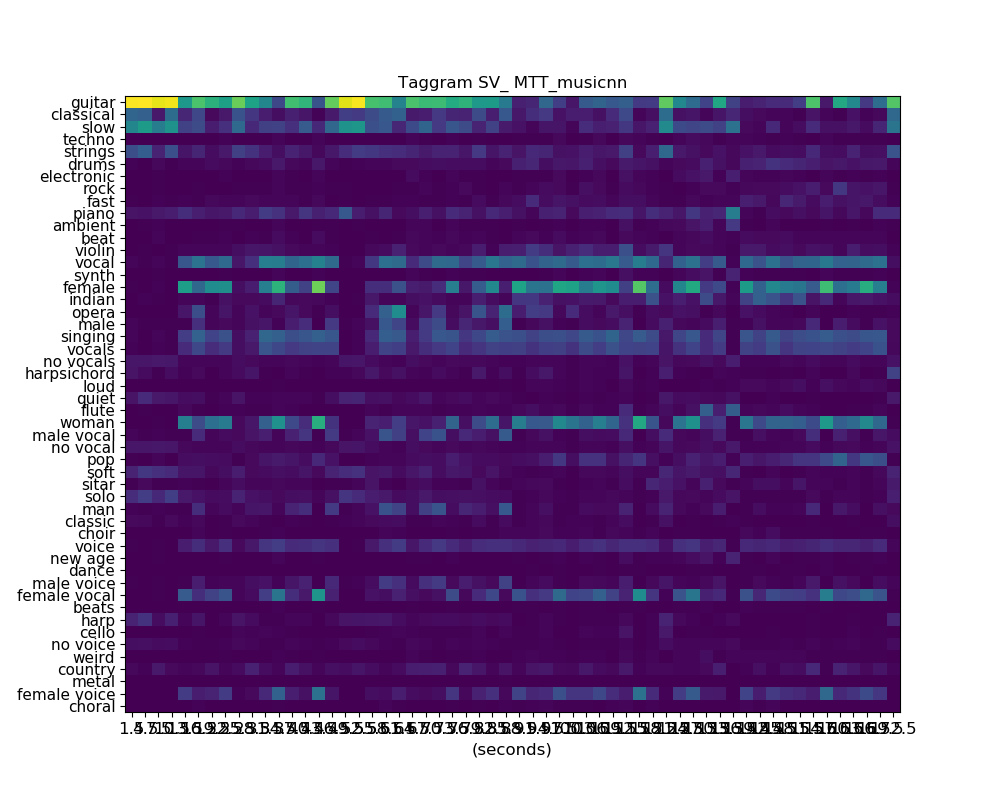 Taggram SV_ MTT_musicnn
guitar
classical
slow
techno
strings
drums
electronic
rock
fast
piano
ambient
beat
violin
vocal
synth
female
indian
opera
male
singing
vocals
no vocals
harpsichord
loud
quiet
flute
woman
male vocal
no vocal
pop
soft
sitar
solo
man
classic
choir
voice
new age
dance
male voice
female vocal
beats
harp
cello
no voice
weird
country
metal
female voice
choral
(seconds)